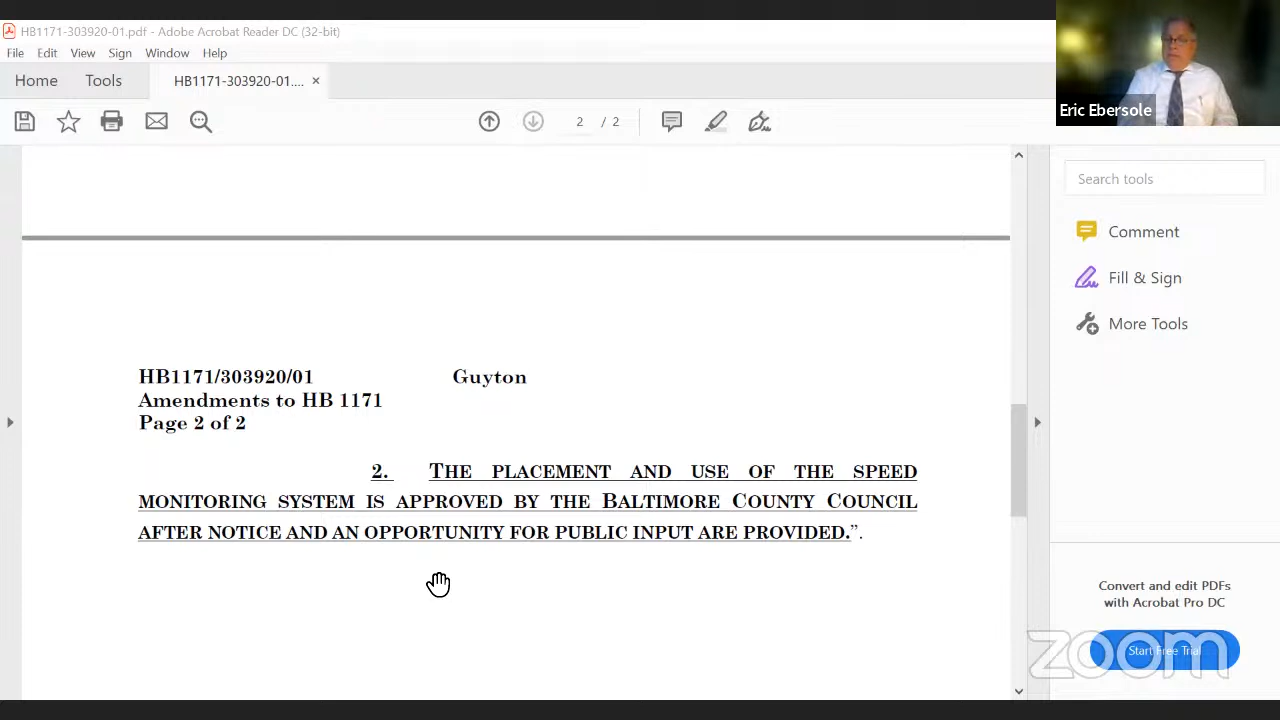 HB1171-303920-01.pdf - Adobe Acrobat Reader DC (32-bit)
File Edit View Sign Window Help
Home Tools HB1171-303920-01.... ×
2 / 2
Eric Ebersole
Search tools
Comment
Fill & Sign
More Tools
HB1171/303920/01 Guyton
Amendments to HB 1171
Page 2 of 2
2. THE PLACEMENT AND USE OF THE SPEED
MONITORING SYSTEM IS APPROVED BY THE BALTIMORE COUNTY COUNCIL
AFTER NOTICE AND AN OPPORTUNITY FOR PUBLIC INPUT ARE PROVIDED.”.
Convert and edit PDFs
with Acrobat Pro DC
Start Free Trial
zoom